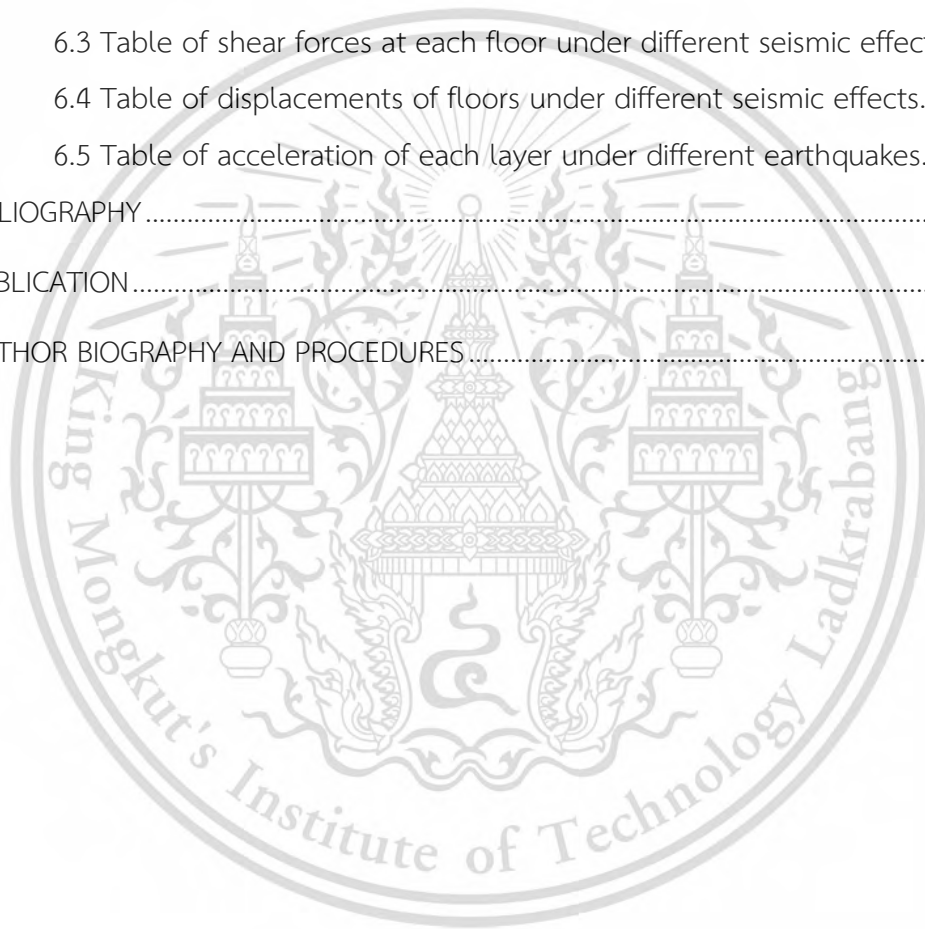 6.3 Table of shear forces at each floor under different seismic effec
6.4 Table of displacements of floors under different seismic effects.
6.5 Table of acceleration of each layer under different earthquakes.
LIOGRAPHY
BLICATION
THOR BIOGRAPHY AND PROCEDURES
King Mongkut's Institute of Technology Ladkrabang